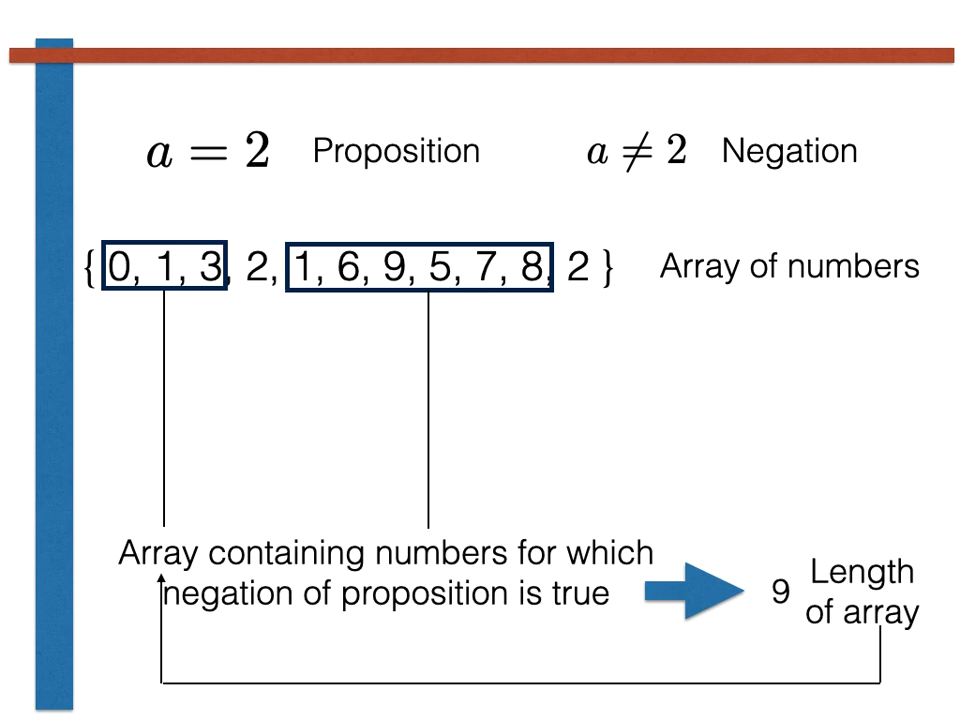 a = 2 Proposition a ≠ 2 Negation
{ 0, 1, 3, 2, 1, 6, 9, 5, 7, 8, 2 } Array of numbers
Array containing numbers for which
negation of proposition is true
9 Length
of array